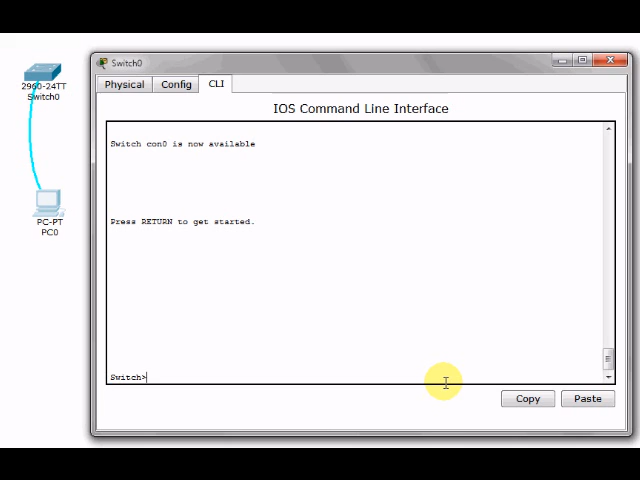 Switch0
Physical Config CLI
2960-24TT
Switch0
IOS Command Line Interface
Switch con0 is now available
Press RETURN to get started.
PC-PT
PC0
Switch>
Copy Paste